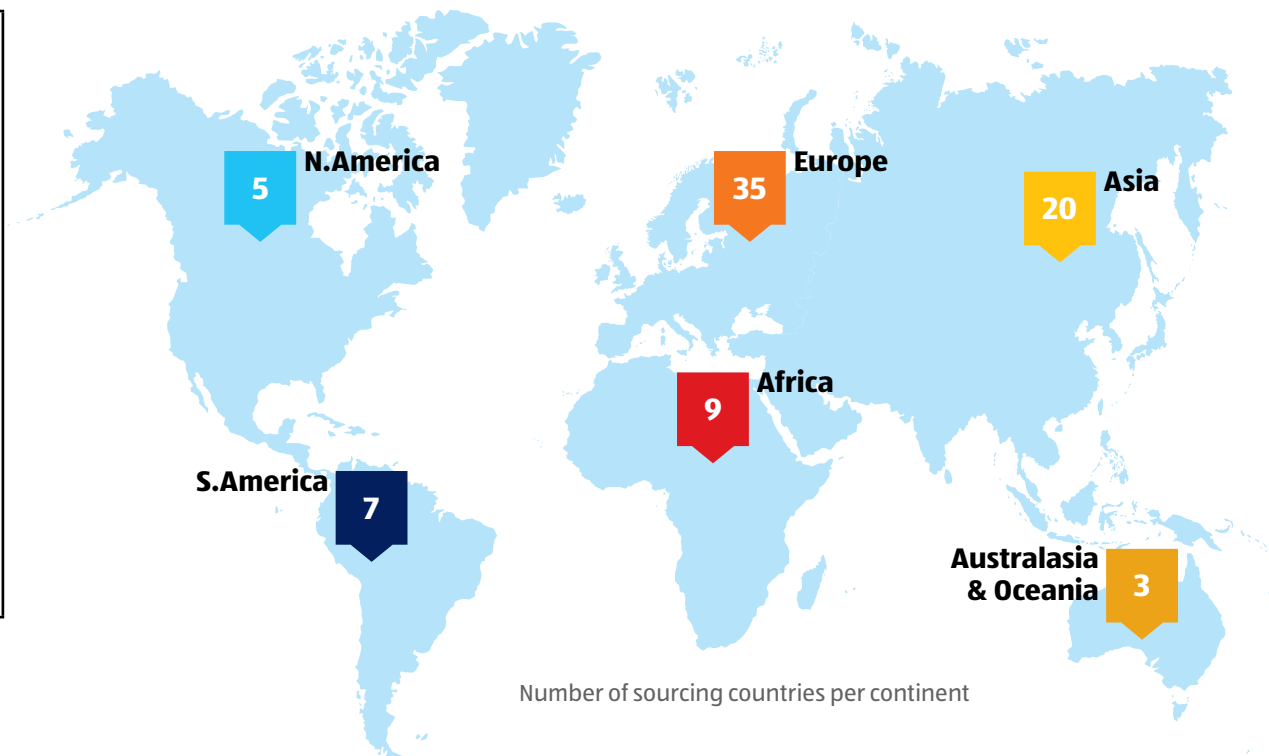 N.America
5
Europe
35
Asia
20
Africa
9
S.America
7
Australasia
& Oceania
3
Number of sourcing countries per continent